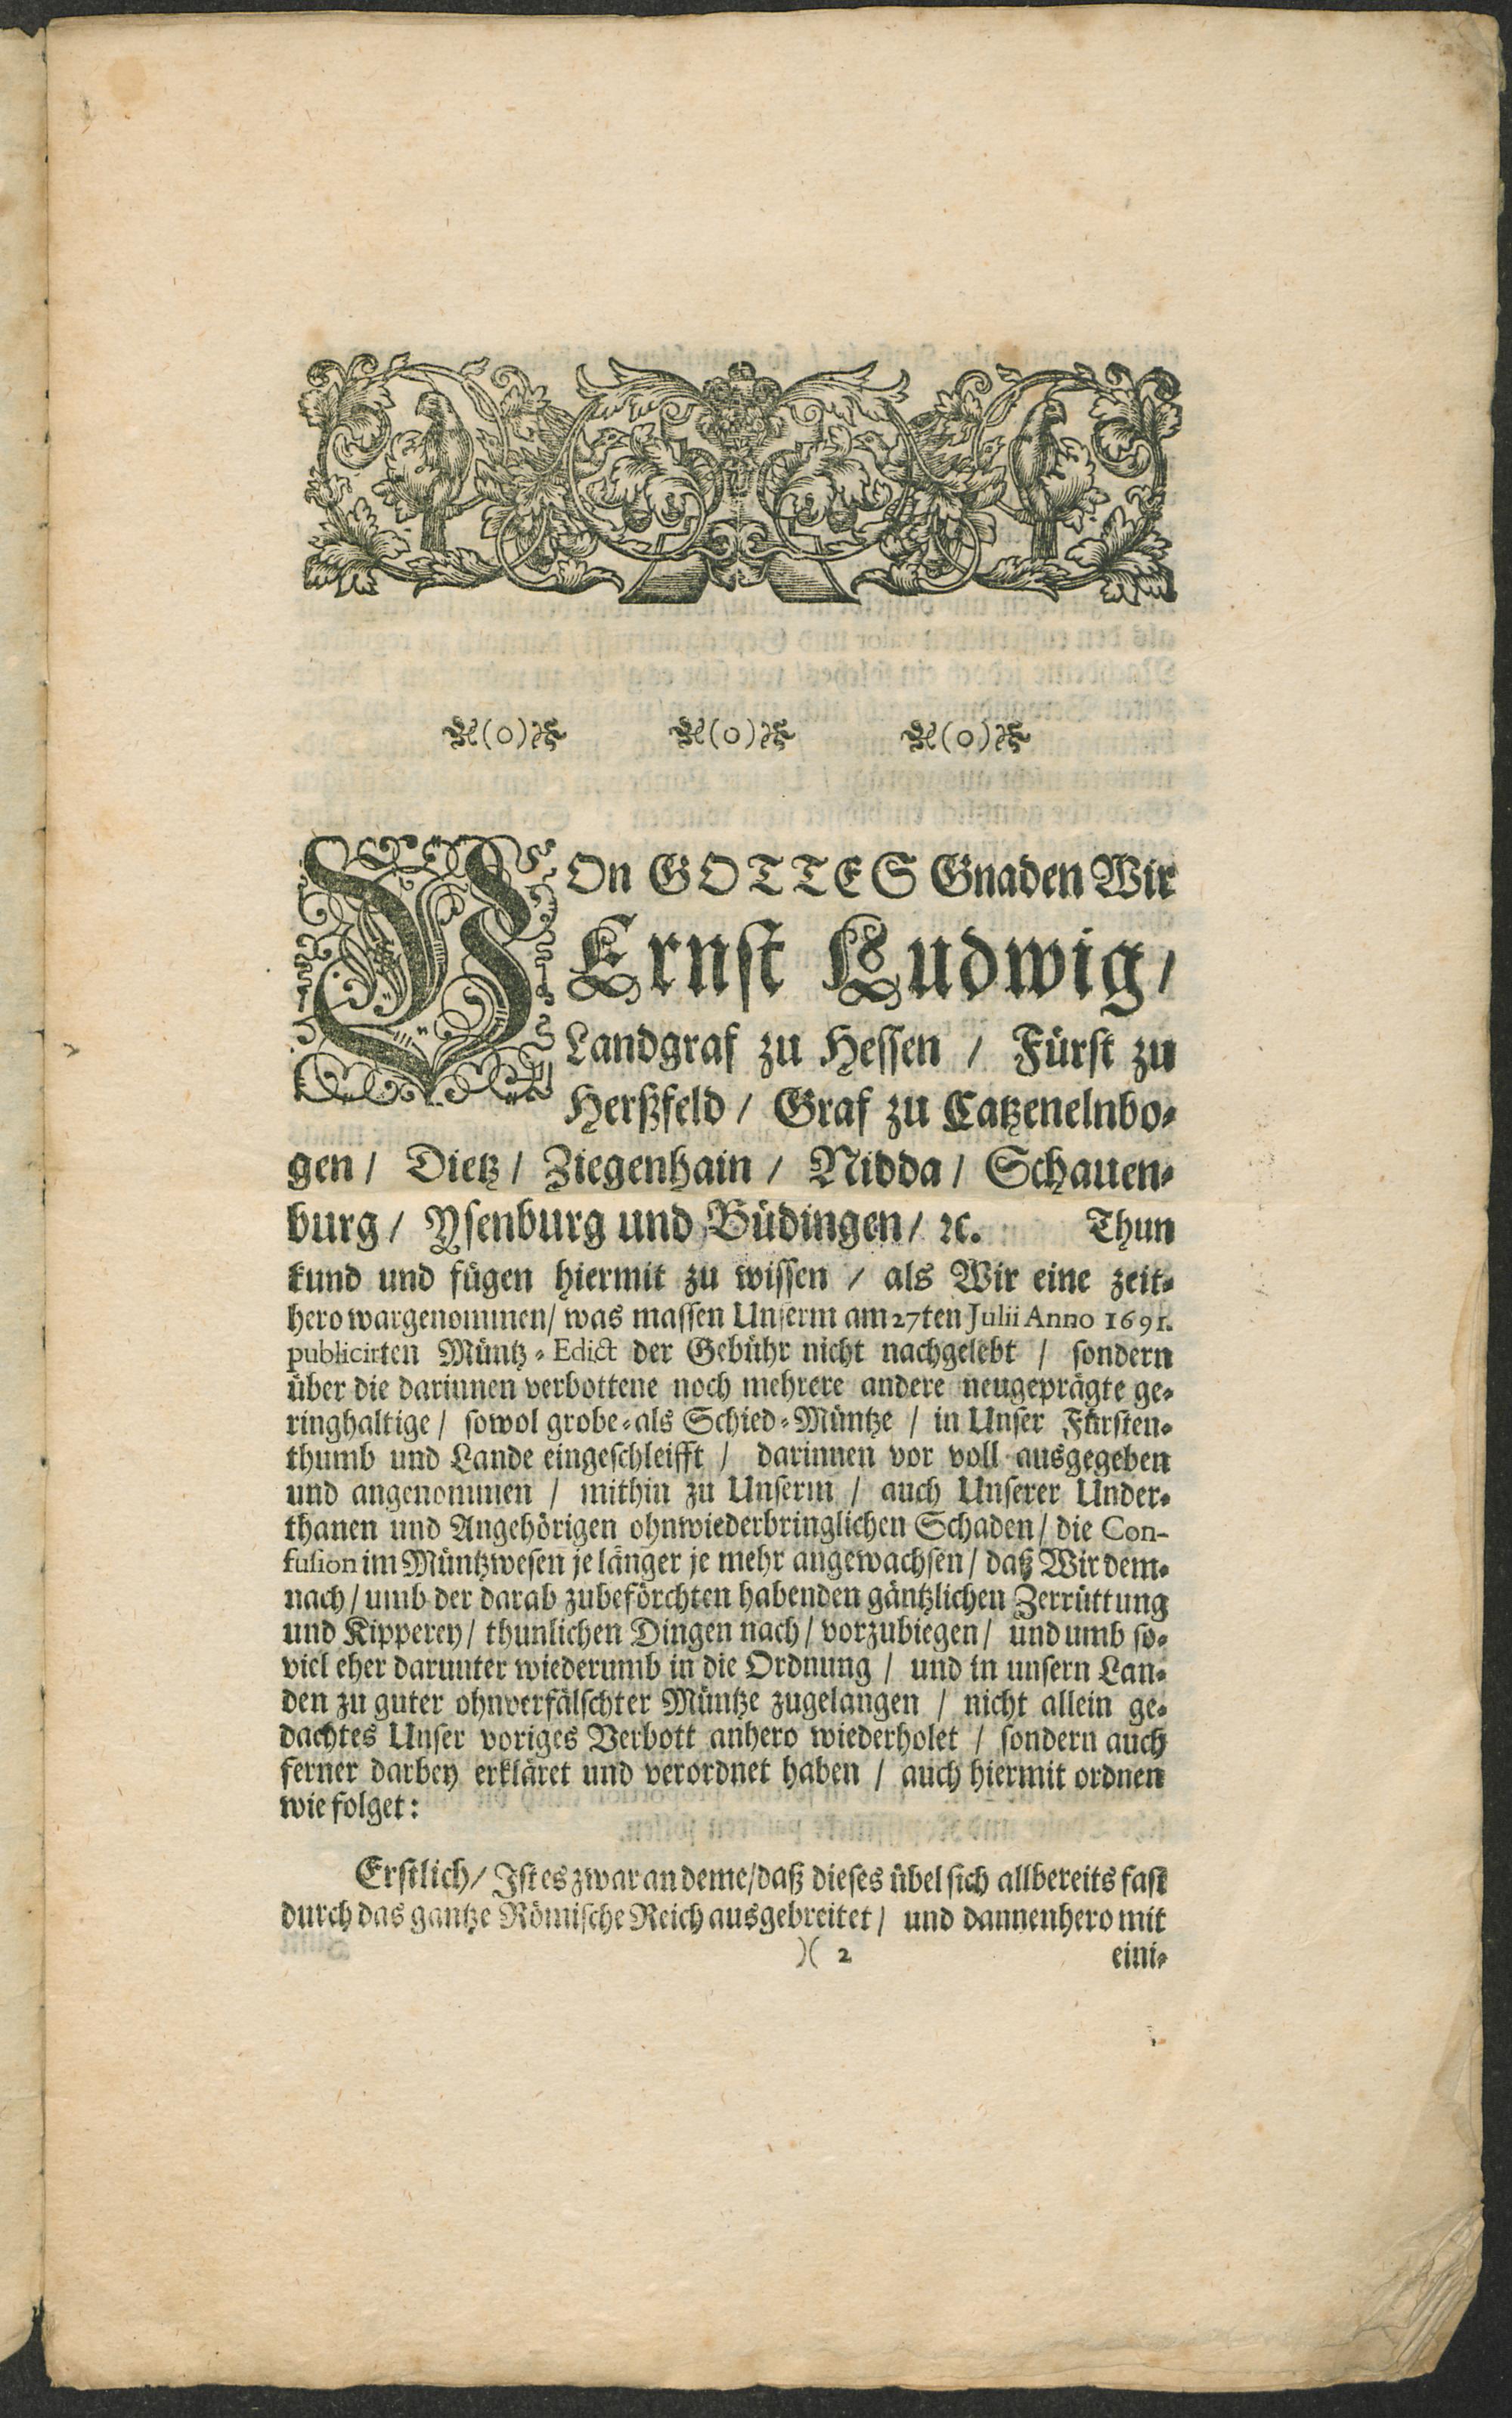 (o) (o) (o)
VOn GOTTES Gnaden Wir
Ernst Ludwig/
Landgraf zu Hessen / Fürst zu
Herßfeld / Graf zu Catzenelnbo-
gen / Dietz / Ziegenhain / Nidda / Schauen-
burg / Ysenburg und Büdingen / ꝛc. Thun
kund und fügen hiermit zu wissen / als Wir eine zeit-
hero wargenommen/ was massen Unserm am 27ten Julii Anno 1691.
publicirten Müntz-Edict der Gebühr nicht nachgelebt / sondern
über die darinnen verbottene noch mehrere andere neugeprägte ge-
ringhaltige / sowol grobe-als Schied-Müntze / in Unser Fürsten-
thumb und Lande eingeschleifft / darinnen vor voll ausgegeben
und angenommen / mithin zu Unserm / auch Unserer Under-
thanen und Angehörigen ohnwiederbringlichen Schaden / die Con-
fusion im Müntzwesen je länger je mehr angewachsen / daß Wir dem-
nach / umb der darab zubeförchten habenden gäntzlichen Zerrüttung
und Kipperey / thunlichen Dingen nach / vorzubiegen / und umb so-
viel eher darunter wiederumb in die Ordnung / und in unsern Lan-
den zu guter ohnverfälschter Müntze zugelangen / nicht allein ge-
dachtes Unser voriges Verbott anhero wiederholet / sondern auch
ferner darbey erkläret und verordnet haben / auch hiermit ordnen
wie folget:
Erstlich / Ist es zwar an deme/daß dieses übel sich allbereits fast
durch das gantze Römische Reich ausgebreitet / und dannenhero mit
)( 2 eini-